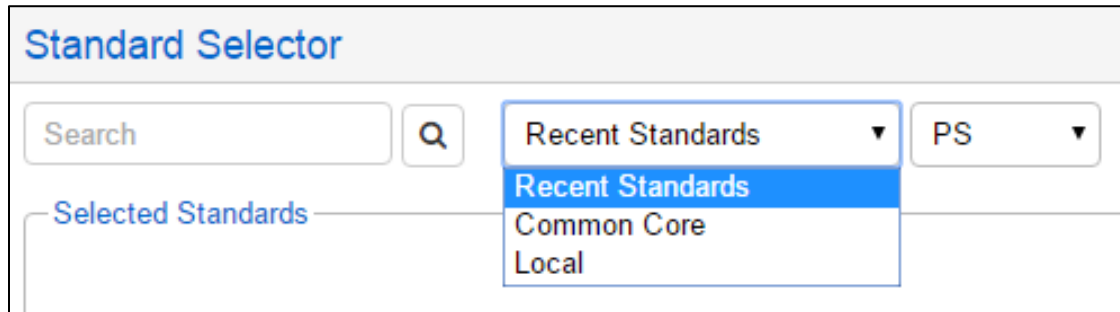 Standard Selector
Search
Recent Standards
PS
Recent Standards
Common Core
Local
Selected Standards